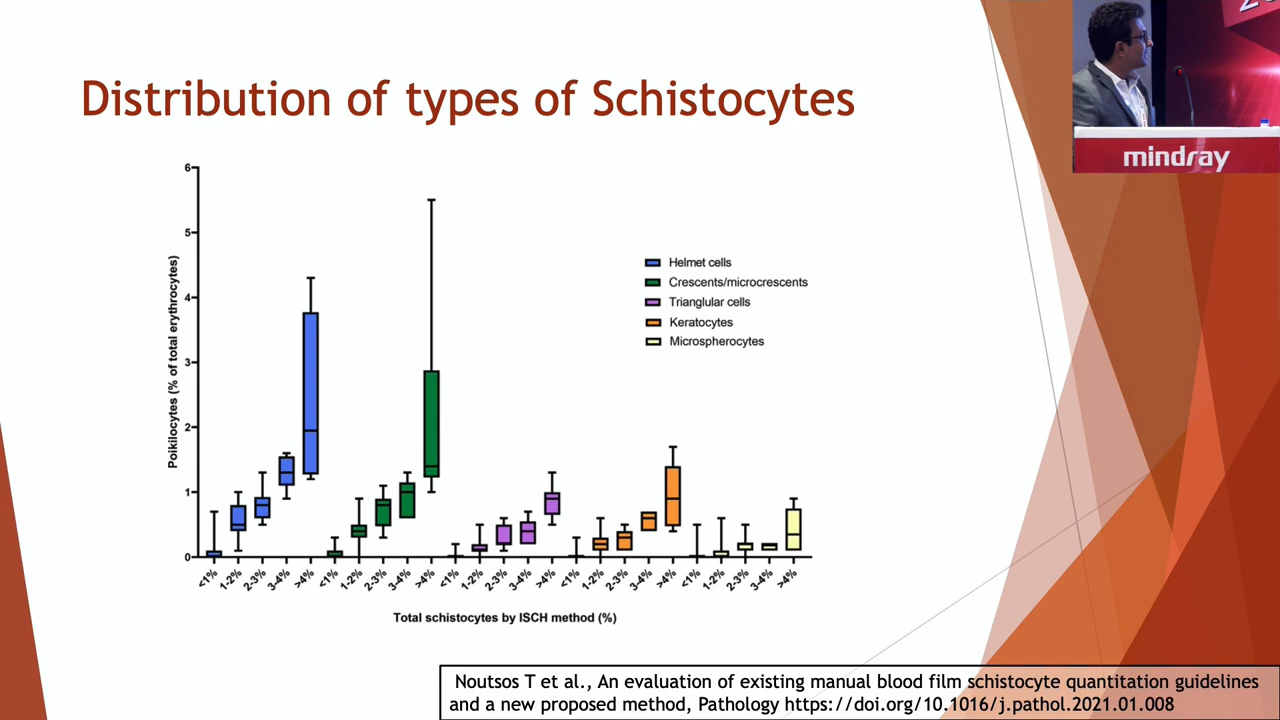 Distribution of types of Schistocytes
mindray
6
5
4
3
2
1
0
Poikilocytes (% of total erythrocytes)
Helmet cells
Crescents/microcrescents
Trianglular cells
Keratocytes
Microspherocytes
<1% 1-2% 2-3% 3-4% >4% <1% 1-2% 2-3% 3-4% >4% <1% 1-2% 2-3% 3-4% >4% <1% 1-2% 2-3% 3-4% >4% <1% 1-2% 2-3% 3-4% >4%
Total schistocytes by ISCH method (%)
Noutsos T et al., An evaluation of existing manual blood film schistocyte quantitation guidelines
and a new proposed method, Pathology https://doi.org/10.1016/j.pathol.2021.01.008